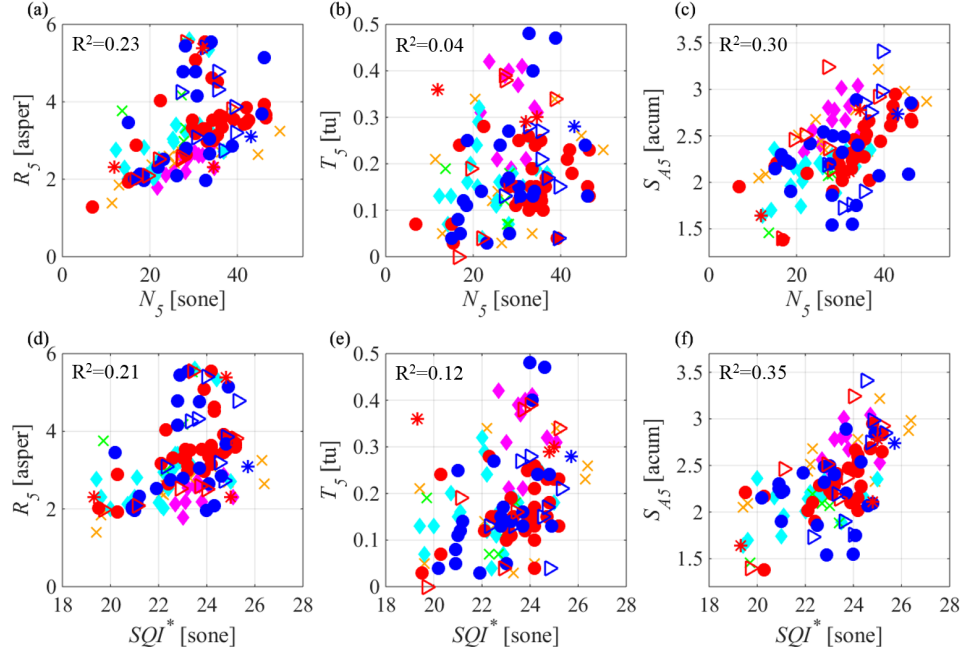 (a) (b) (c)
R²=0.23 R²=0.04 R²=0.30
R₅ [asper] T₅ [tu] S_A5 [acum]
6 0.5 3.5
4 0.4 3
2 0.3 2.5
0 0.2 2
0.1 1.5
0
0 20 40 0 20 40 0 20 40
N₅ [sone] N₅ [sone] N₅ [sone]
(d) (e) (f)
R²=0.21 R²=0.12 R²=0.35
R₅ [asper] T₅ [tu] S_A5 [acum]
6 0.5 3.5
4 0.4 3
2 0.3 2.5
0 0.2 2
0.1 1.5
0
18 20 22 24 26 28 18 20 22 24 26 28 18 20 22 24 26 28
SQI* [sone] SQI* [sone] SQI* [sone]